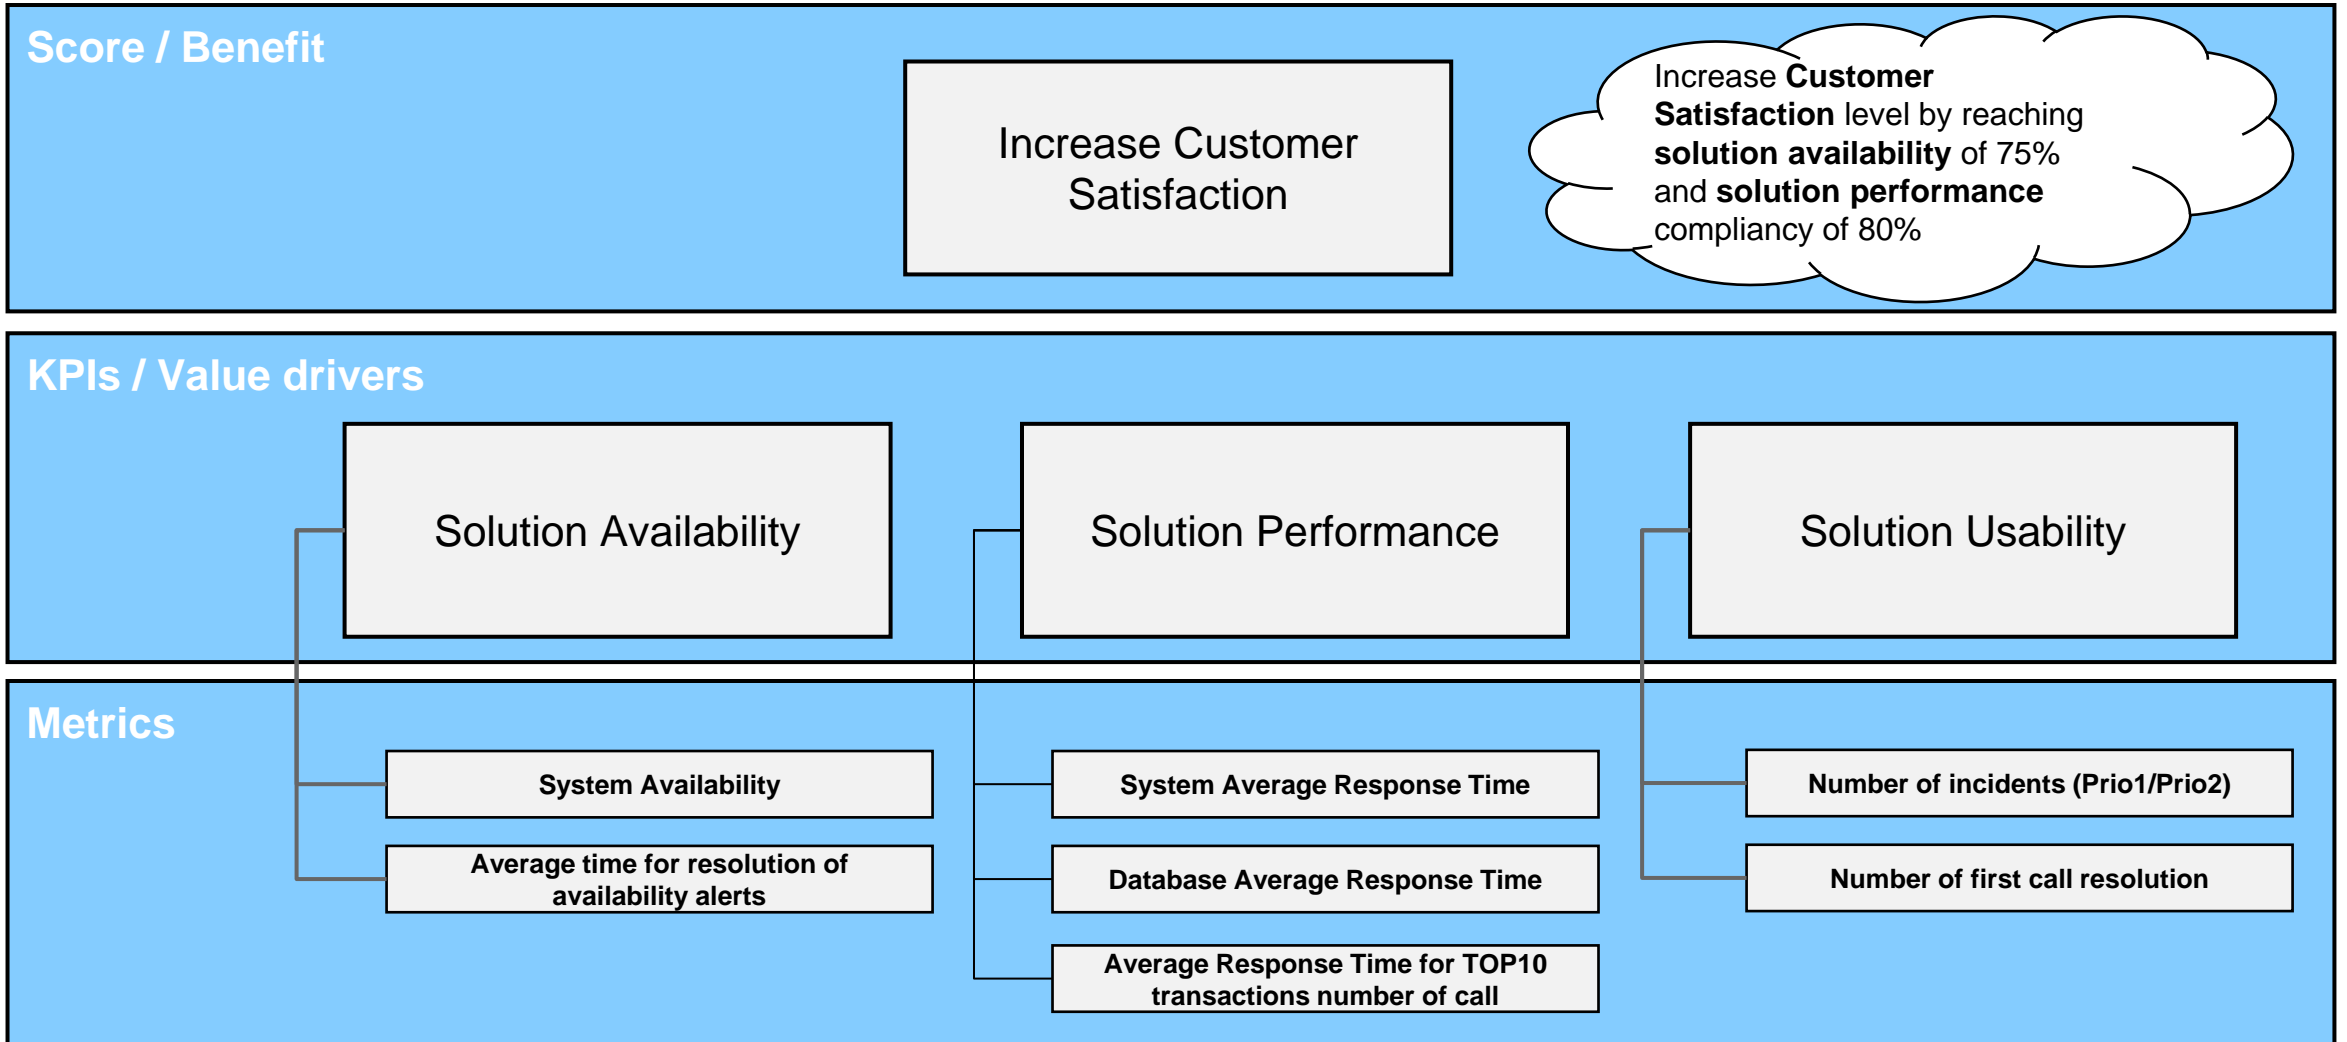 Score / Benefit
Increase Customer
Satisfaction
Increase Customer
Satisfaction level by reaching
solution availability of 75%
and solution performance
compliancy of 80%
KPIs / Value drivers
Solution Availability
Solution Performance
Solution Usability
Metrics
System Availability
System Average Response Time
Number of incidents (Prio1/Prio2)
Average time for resolution of
availability alerts
Database Average Response Time
Number of first call resolution
Average Response Time for TOP10
transactions number of call